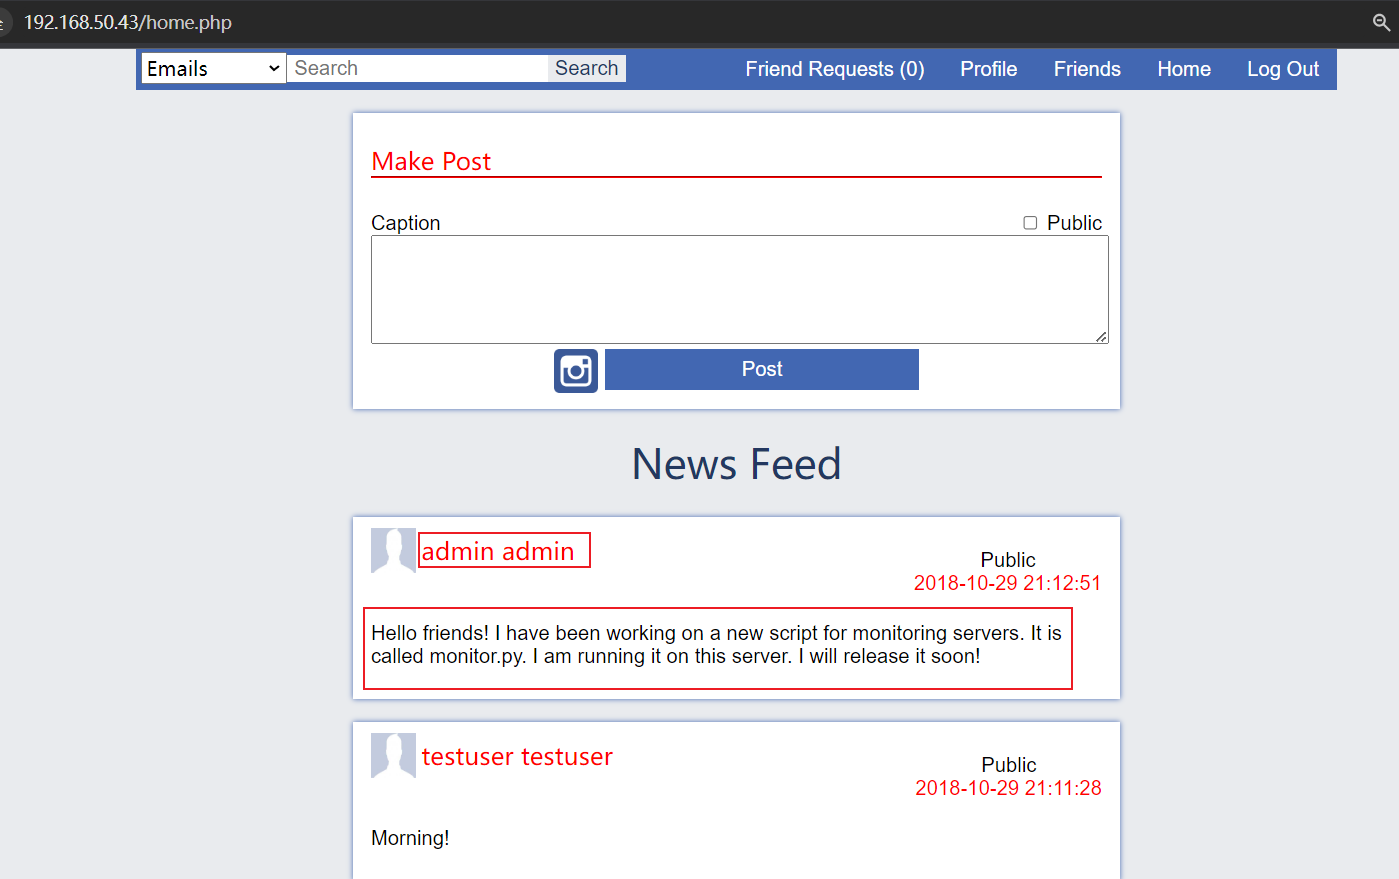 192.168.50.43/home.php
Emails Search Search Friend Requests (0) Profile Friends Home Log Out
Make Post
Caption Public
Post
News Feed
admin admin
Public
2018-10-29 21:12:51
Hello friends! I have been working on a new script for monitoring servers. It is
called monitor.py. I am running it on this server. I will release it soon!
testuser testuser
Public
2018-10-29 21:11:28
Morning!